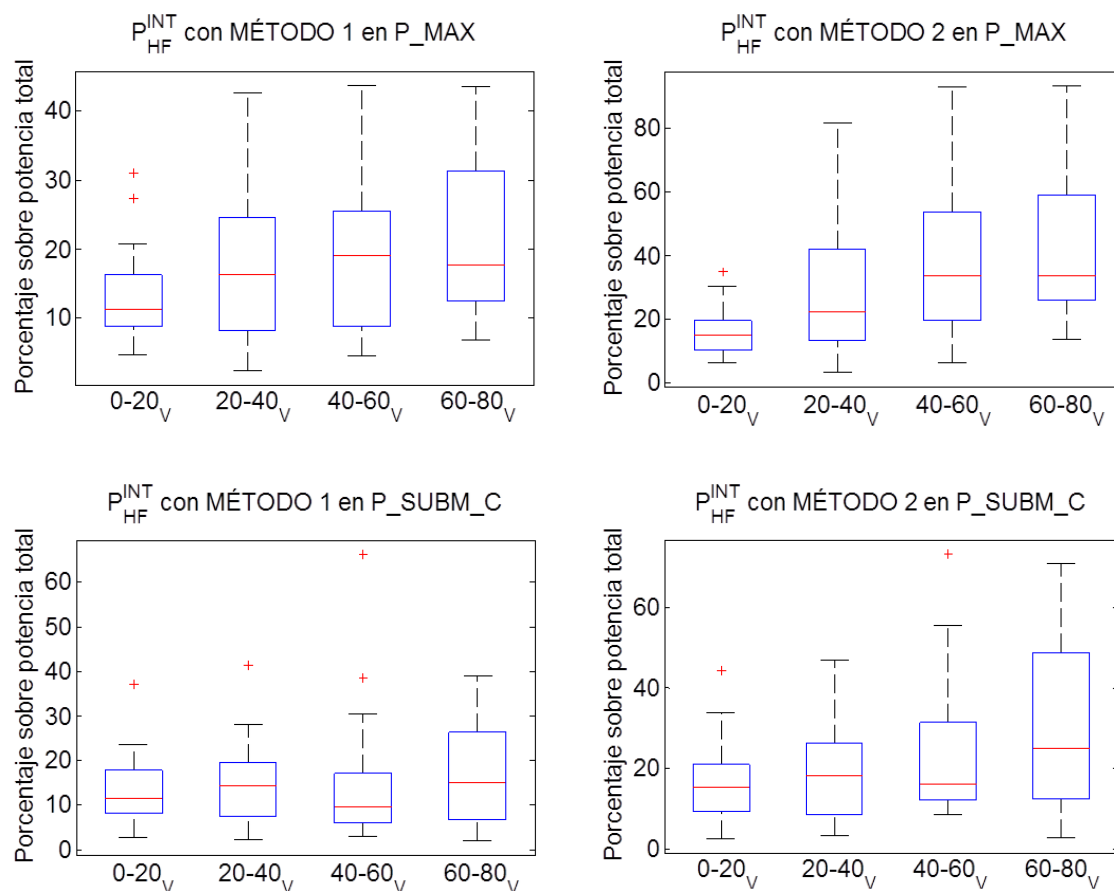 P_HF^INT con MÉTODO 1 en P_MAX
Porcentaje sobre potencia total
40
30
20
10
0-20_V 20-40_V 40-60_V 60-80_V
P_HF^INT con MÉTODO 2 en P_MAX
Porcentaje sobre potencia total
80
60
40
20
0
0-20_V 20-40_V 40-60_V 60-80_V
P_HF^INT con MÉTODO 1 en P_SUBM_C
Porcentaje sobre potencia total
60
50
40
30
20
10
0
0-20_V 20-40_V 40-60_V 60-80_V
P_HF^INT con MÉTODO 2 en P_SUBM_C
Porcentaje sobre potencia total
60
40
20
0
0-20_V 20-40_V 40-60_V 60-80_V